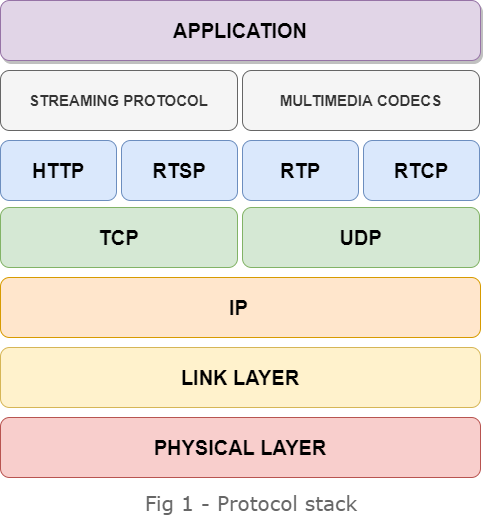 APPLICATION
STREAMING PROTOCOL
MULTIMEDIA CODECS
HTTP
RTSP
RTP
RTCP
TCP
UDP
IP
LINK LAYER
PHYSICAL LAYER
Fig 1 - Protocol stack